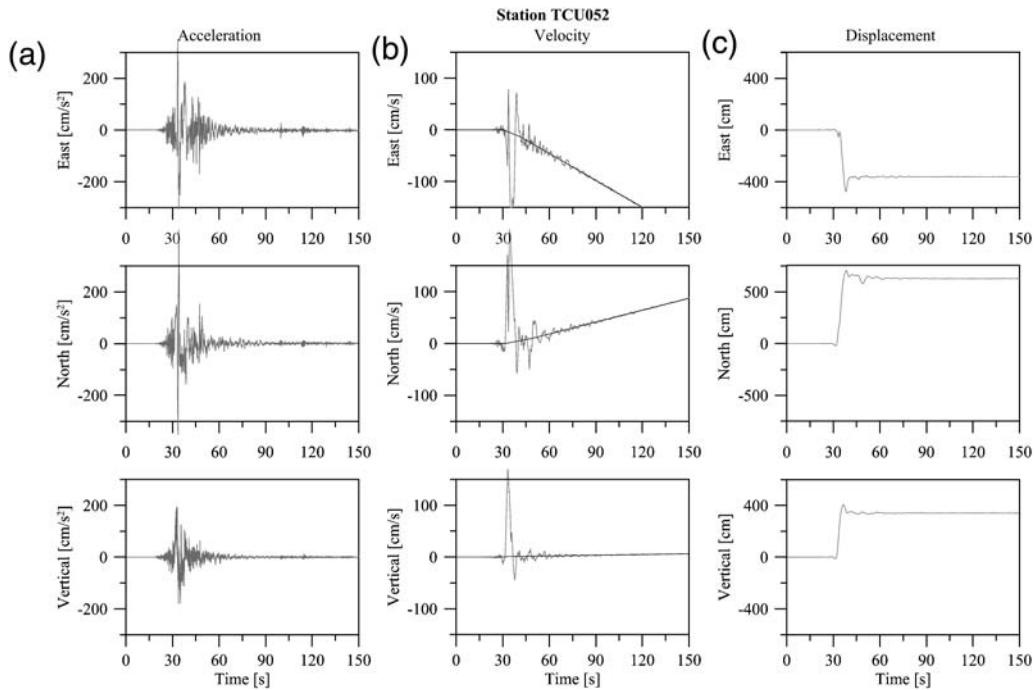 Station TCU052
(a) Acceleration (b) Velocity (c) Displacement
East [cm/s²] 200 0 -200
0 30 60 90 120 150
East [cm/s] 100 0 -100
0 30 60 90 120 150
East [cm] 400 0 -400
0 30 60 90 120 150
North [cm/s²] 200 0 -200
0 30 60 90 120 150
North [cm/s] 100 0 -100
0 30 60 90 120 150
North [cm] 500 0 -500
0 30 60 90 120 150
Vertical [cm/s²] 200 0 -200
0 30 60 90 120 150
Time [s]
Vertical [cm/s] 100 0 -100
0 30 60 90 120 150
Time [s]
Vertical [cm] 400 0 -400
0 30 60 90 120 150
Time [s]